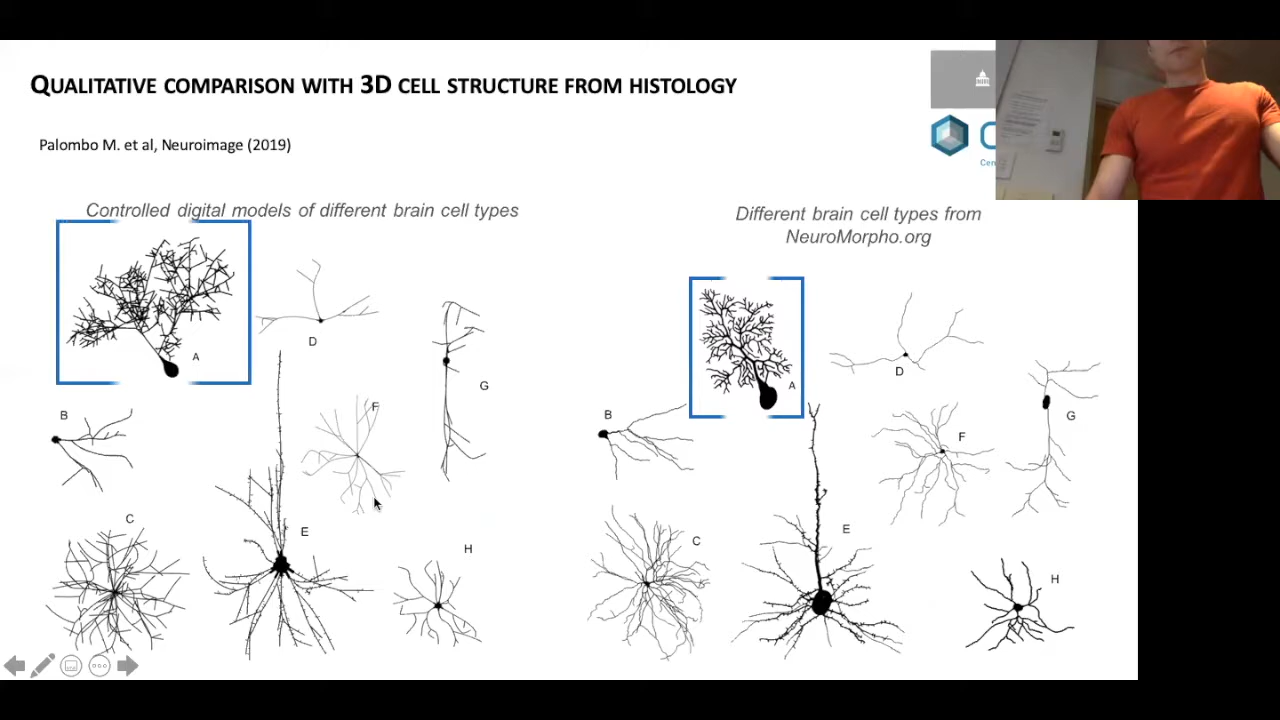 QUALITATIVE COMPARISON WITH 3D CELL STRUCTURE FROM HISTOLOGY
Palombo M. et al, Neuroimage (2019)
Controlled digital models of different brain cell types
Different brain cell types from
NeuroMorpho.org
A
D
G
B
F
C
E
H
A
D
G
B
F
C
E
H